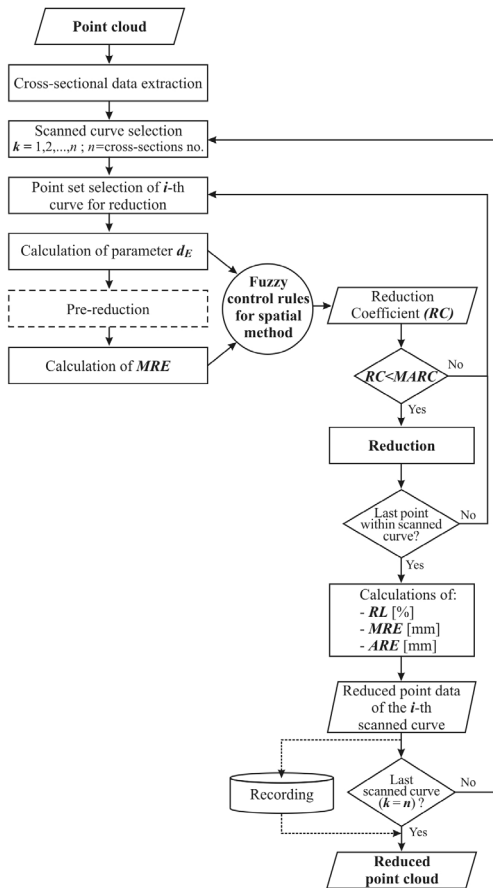 Point cloud
Cross-sectional data extraction
Scanned curve selection
k = 1,2,...,n ; n=cross-sections no.
Point set selection of i-th
curve for reduction
Calculation of parameter dE
Pre-reduction
Calculation of MRE
Fuzzy
control rules
for spatial
method
Reduction
Coefficient (RC)
RC<MARC
No
Yes
Reduction
Last point
within scanned
curve?
No
Yes
Calculations of:
- RL [%]
- MRE [mm]
- ARE [mm]
Reduced point data
of the i-th
scanned curve
Recording
Last
scanned curve
(k = n) ?
No
Yes
Reduced
point cloud